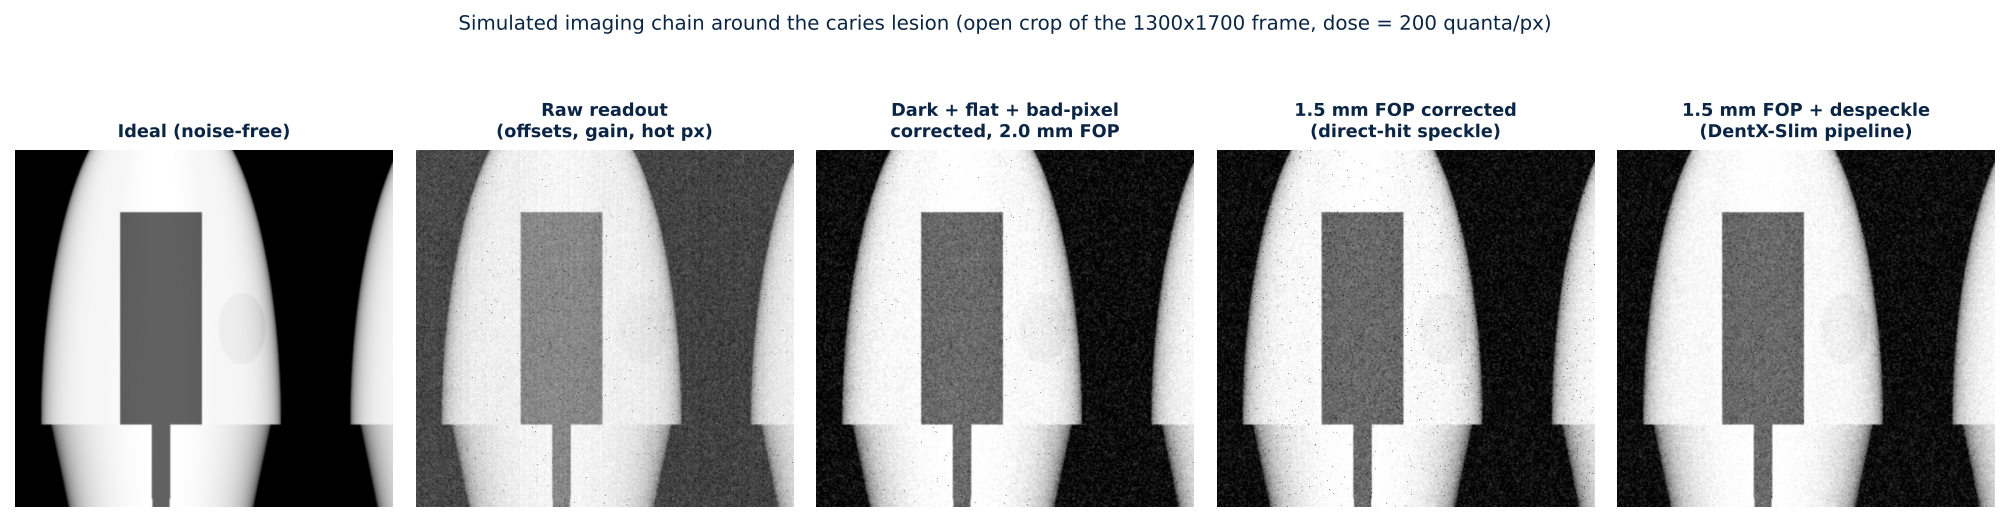 Simulated imaging chain around the caries lesion (open crop of the 1300x1700 frame, dose = 200 quanta/px)
Ideal (noise-free)
Raw readout
(offsets, gain, hot px)
Dark + flat + bad-pixel
corrected, 2.0 mm FOP
1.5 mm FOP corrected
(direct-hit speckle)
1.5 mm FOP + despeckle
(DentX-Slim pipeline)